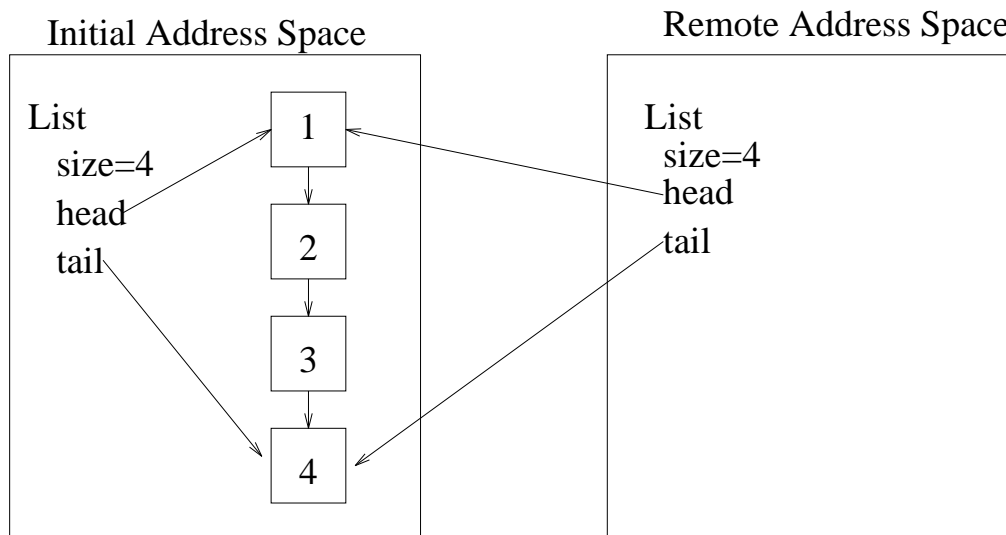 Initial Address Space
List
size=4
head
tail
1
2
3
4
Remote Address Space
List
size=4
head
tail